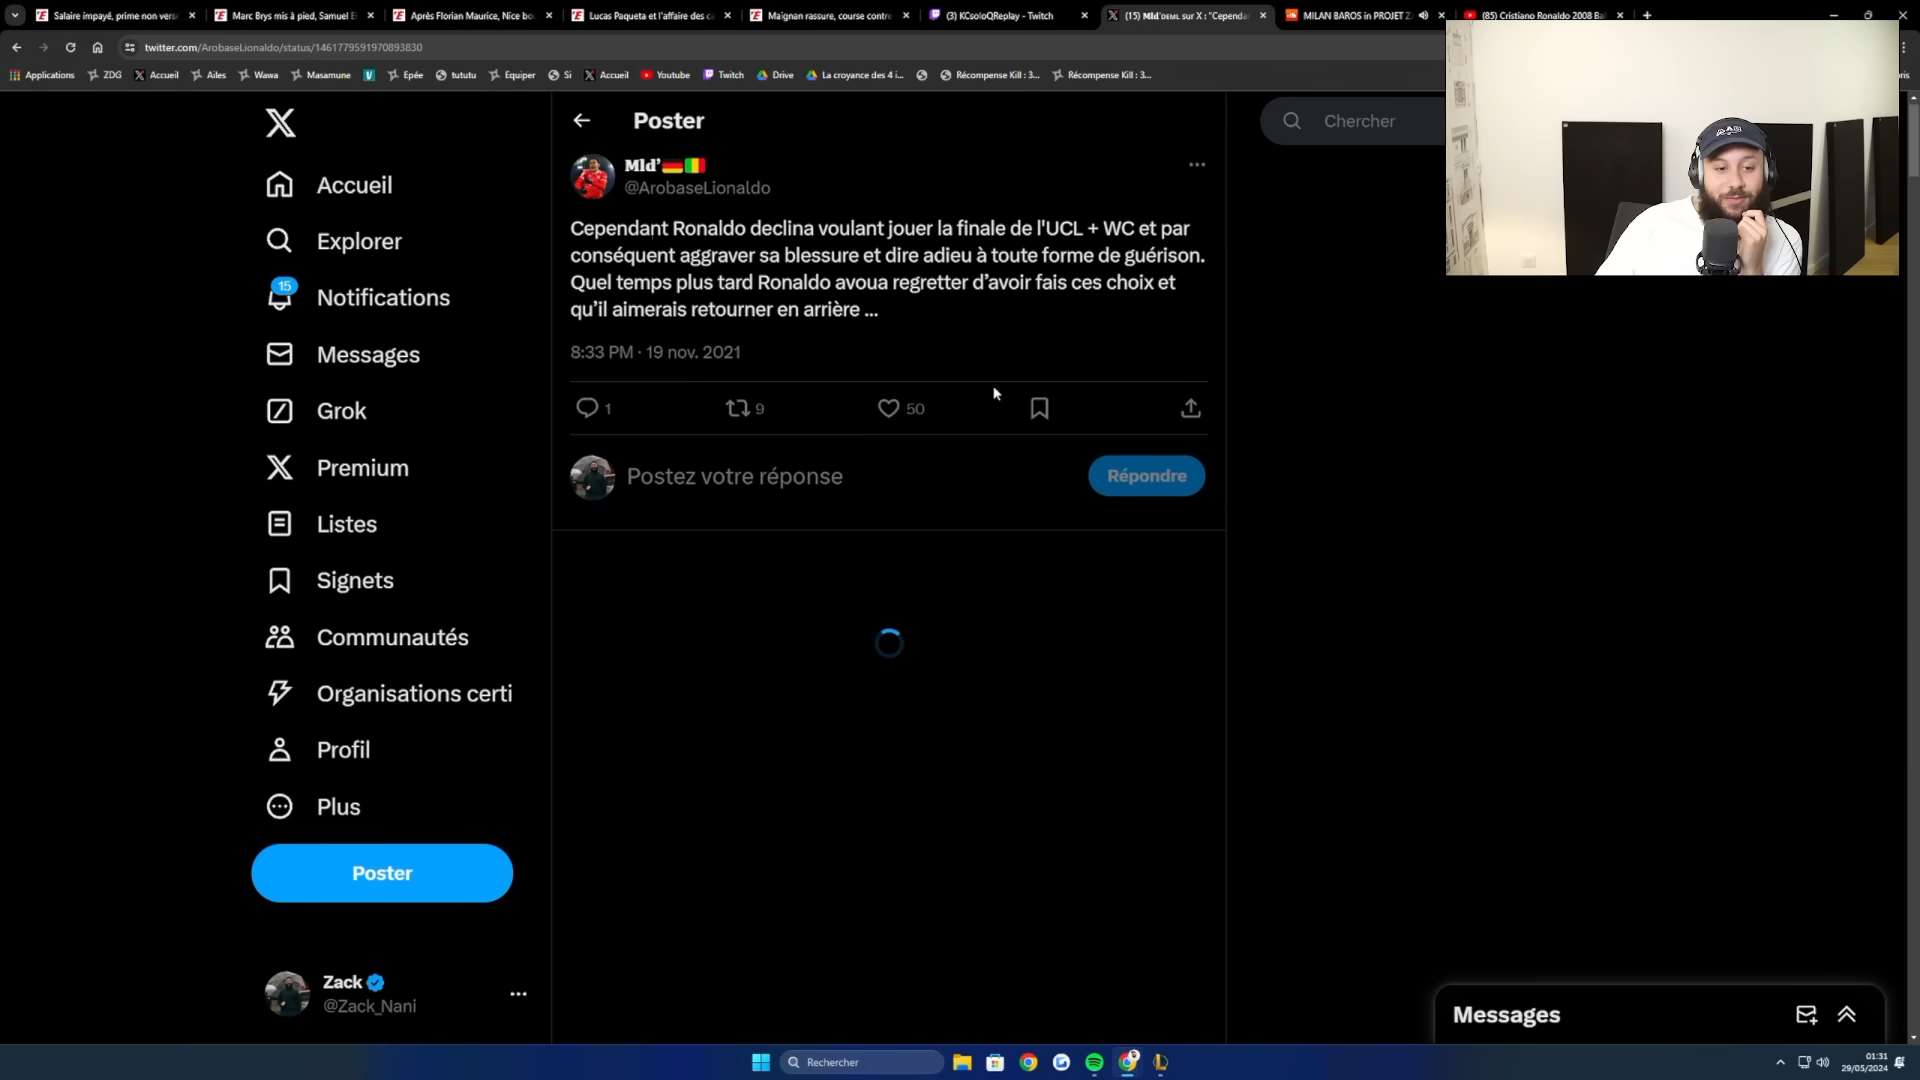 Salaire impayé, prime non vers
Marc Brys mis à pied, Samuel E
Après Florian Maurice, Nice bo
Lucas Paqueta et l'affaire des c
Maignan rassure, course contre
(3) KCsoloQReplay - Twitch
(15) Mld' sur X : "Cependa
MILAN BAROS in PROJET Z
(85) Cristiano Ronaldo 2008 Ba
twitter.com/ArobaseLionaldo/status/1461779591970893830
Applications
ZDG
Accueil
Ailes
Wawa
Masamune
Epée
tututu
Equiper
Si
Accueil
Youtube
Twitch
Drive
La croyance des 4 i...
Récompense Kill : 3...
Récompense Kill : 3...
Accueil
Explorer
15
Notifications
Messages
Grok
Premium
Listes
Signets
Communautés
Organisations certi
Profil
Plus
Poster
Zack
@Zack_Nani
Poster
Mld'
@ArobaseLionaldo
Cependant Ronaldo declina voulant jouer la finale de l'UCL + WC et par
conséquent aggraver sa blessure et dire adieu à toute forme de guérison.
Quel temps plus tard Ronaldo avoua regretter d’avoir fais ces choix et
qu’il aimerais retourner en arrière ...
8:33 PM · 19 nov. 2021
1
9
50
Postez votre réponse
Répondre
Chercher
Messages
Rechercher
01:31
29/05/2024